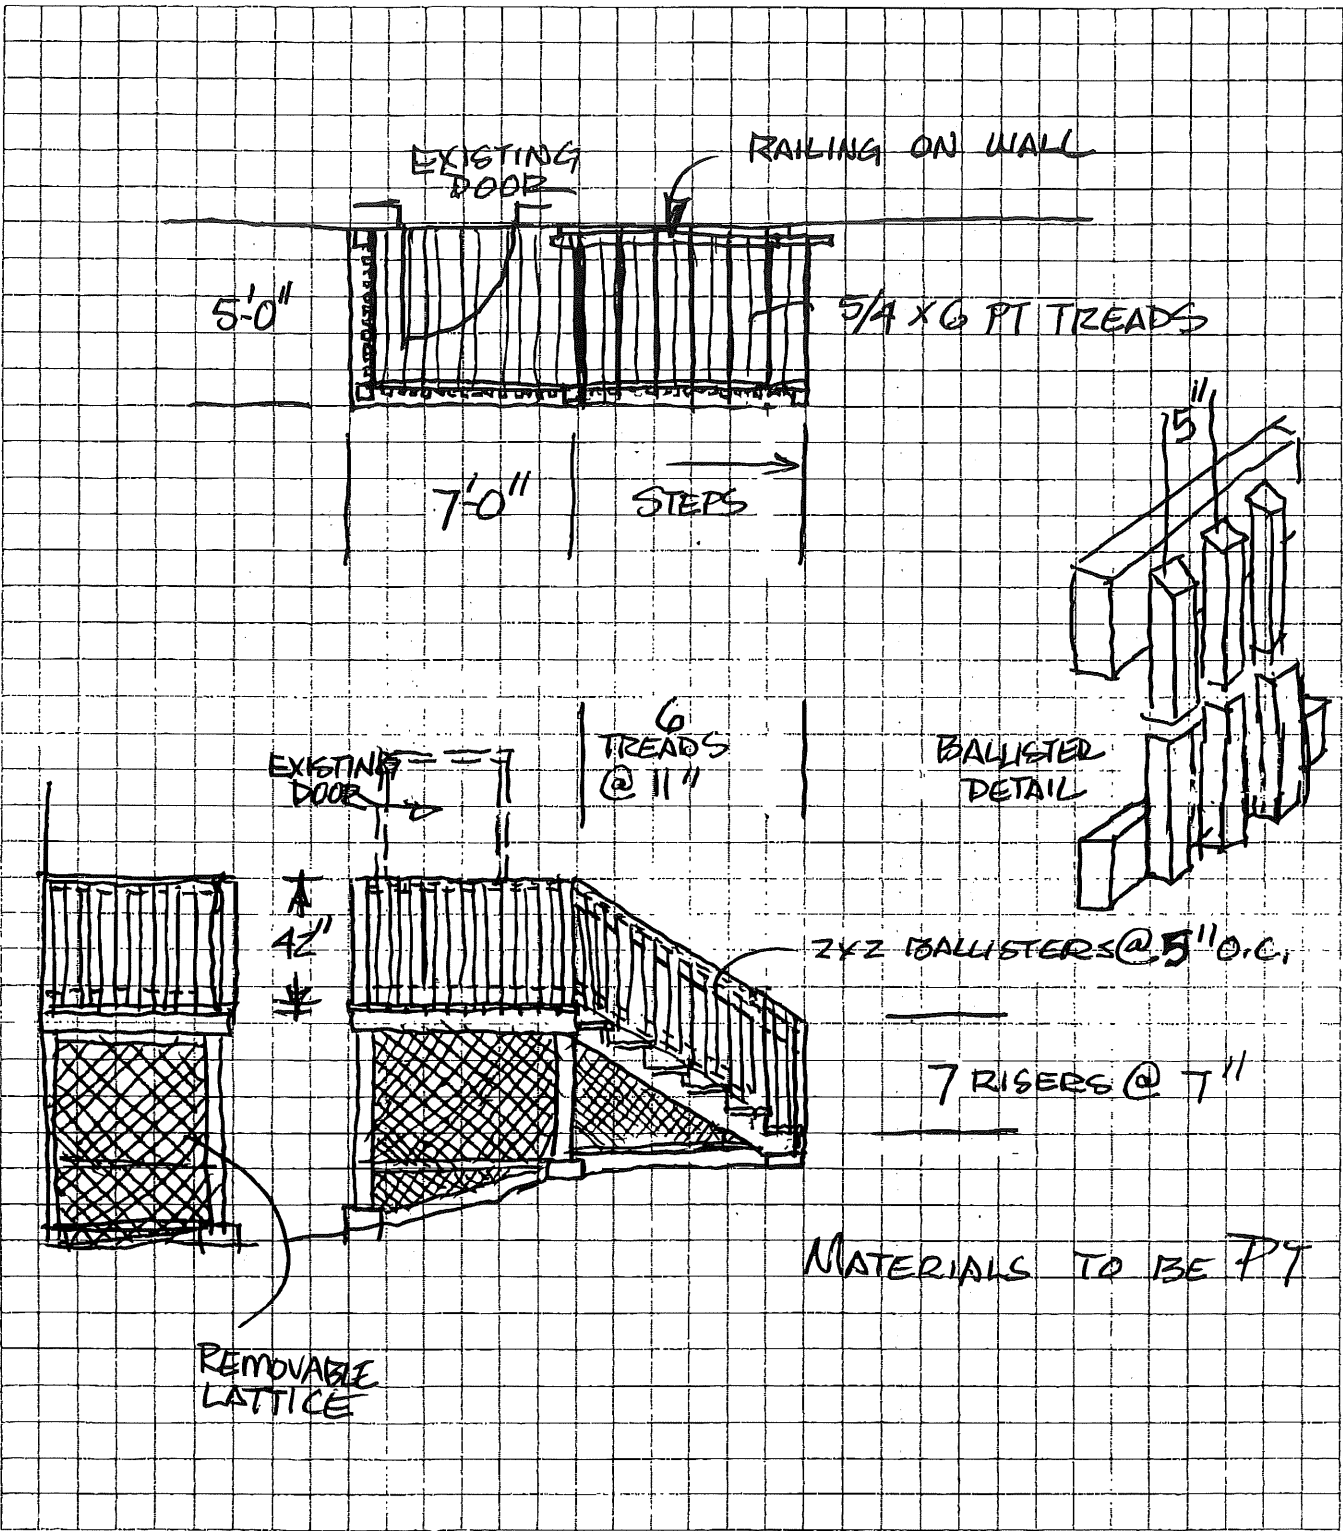 EXISTING
DOOR
RAILING ON WALL
5'-0"
5/4 X 6 PT TREADS
7'-0"
STEPS
5"
6
TREADS
@ 11"
BALLISTER
DETAIL
EXISTING
DOOR
42"
2X2 BALLISTERS @ 5" O.C.
7 RISERS @ 7"
MATERIALS TO BE PT
REMOVABLE
LATTICE